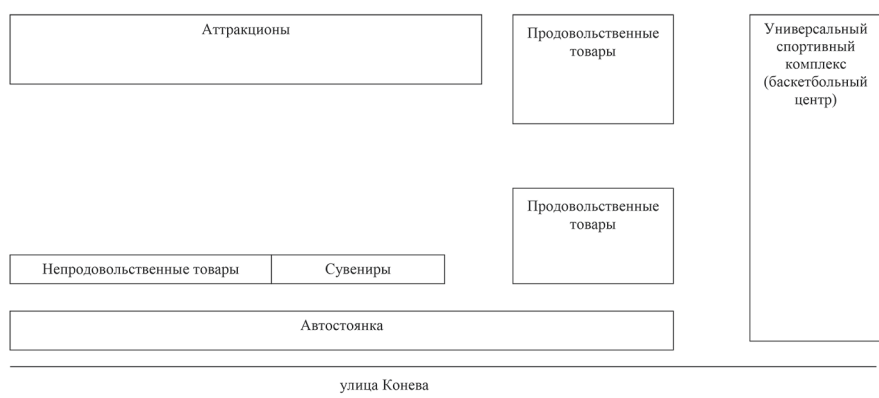 Аттракционы
Продовольственные
товары
Универсальный
спортивный
комплекс
(баскетбольный
центр)
Продовольственные
товары
Непродовольственные товары
Сувениры
Автостоянка
улица Конева